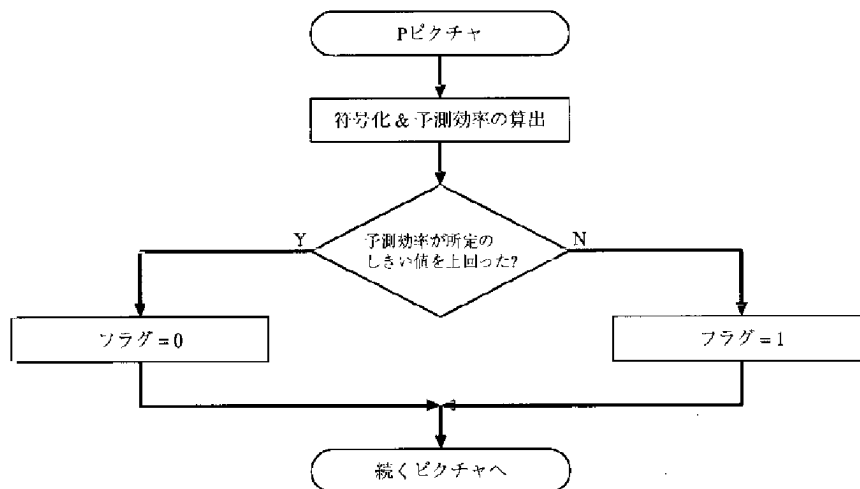 Pピクチャ
符号化 & 予測効率の算出
予測効率が所定の
しきい値を上回った?
Y
N
フラグ = 0
フラグ = 1
続くピクチャへ